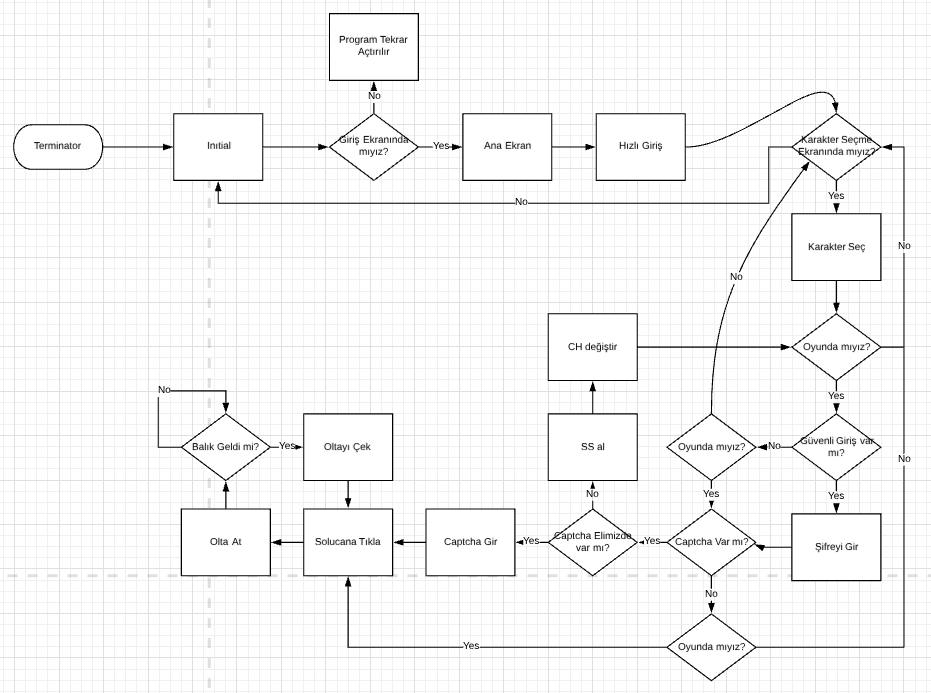 Program Tekrar
Açtırılır
No
Terminator
Inıtial
Giriş Ekranında
mıyız?
Yes
Ana Ekran
Hızlı Giriş
Karakter Seçme
Ekranında mıyız?
No
Yes
Karakter Seç
No
No
CH değiştir
Oyunda mıyız?
Yes
No
Balık Geldi mi?
Yes
Oltayı Çek
SS al
Oyunda mıyız?
No
Güvenli Giriş var
mı?
No
Yes
No
Yes
Olta At
Solucana Tıkla
Captcha Gir
Yes
Captcha Elimizde
var mı?
Yes
Captcha Var mı?
Şifreyi Gir
Yes
No
Yes
Oyunda mıyız?